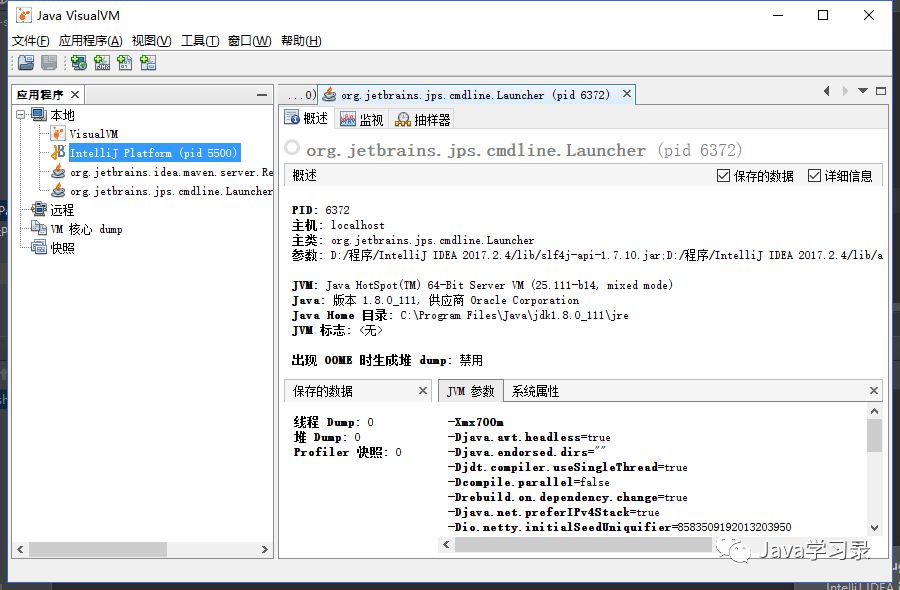 Java VisualVM
文件(F) 应用程序(A) 视图(V) 工具(T) 窗口(W) 帮助(H)
应用程序
本地
VisualVM
IntelliJ Platform (pid 5500)
org.jetbrains.idea.maven.server.Re
org.jetbrains.jps.cmdline.Launcher
远程
VM 核心 dump
快照
...0) org.jetbrains.jps.cmdline.Launcher (pid 6372)
概述 监视 抽样器
org.jetbrains.jps.cmdline.Launcher (pid 6372)
概述 保存的数据 详细信息
PID: 6372
主机: localhost
主类: org.jetbrains.jps.cmdline.Launcher
参数: D:/程序/IntelliJ IDEA 2017.2.4/lib/slf4j-api-1.7.10.jar;D:/程序/IntelliJ IDEA 2017.2.4/lib/a
JVM: Java HotSpot(TM) 64-Bit Server VM (25.111-b14, mixed mode)
Java: 版本 1.8.0_111, 供应商 Oracle Corporation
Java Home 目录: C:\Program Files\Java\jdk1.8.0_111\jre
JVM 标志: <无>
出现 OOME 时生成堆 dump: 禁用
保存的数据
线程 Dump: 0
堆 Dump: 0
Profiler 快照: 0
JVM 参数 系统属性
-Xmx700m
-Djava.awt.headless=true
-Djava.endorsed.dirs=""
-Djdt.compiler.useSingleThread=true
-Dcompile.parallel=false
-Drebuild.on.dependency.change=true
-Djava.net.preferIPv4Stack=true
-Dio.netty.initialSeedUniquifier=8583509192013203950
Java学习录